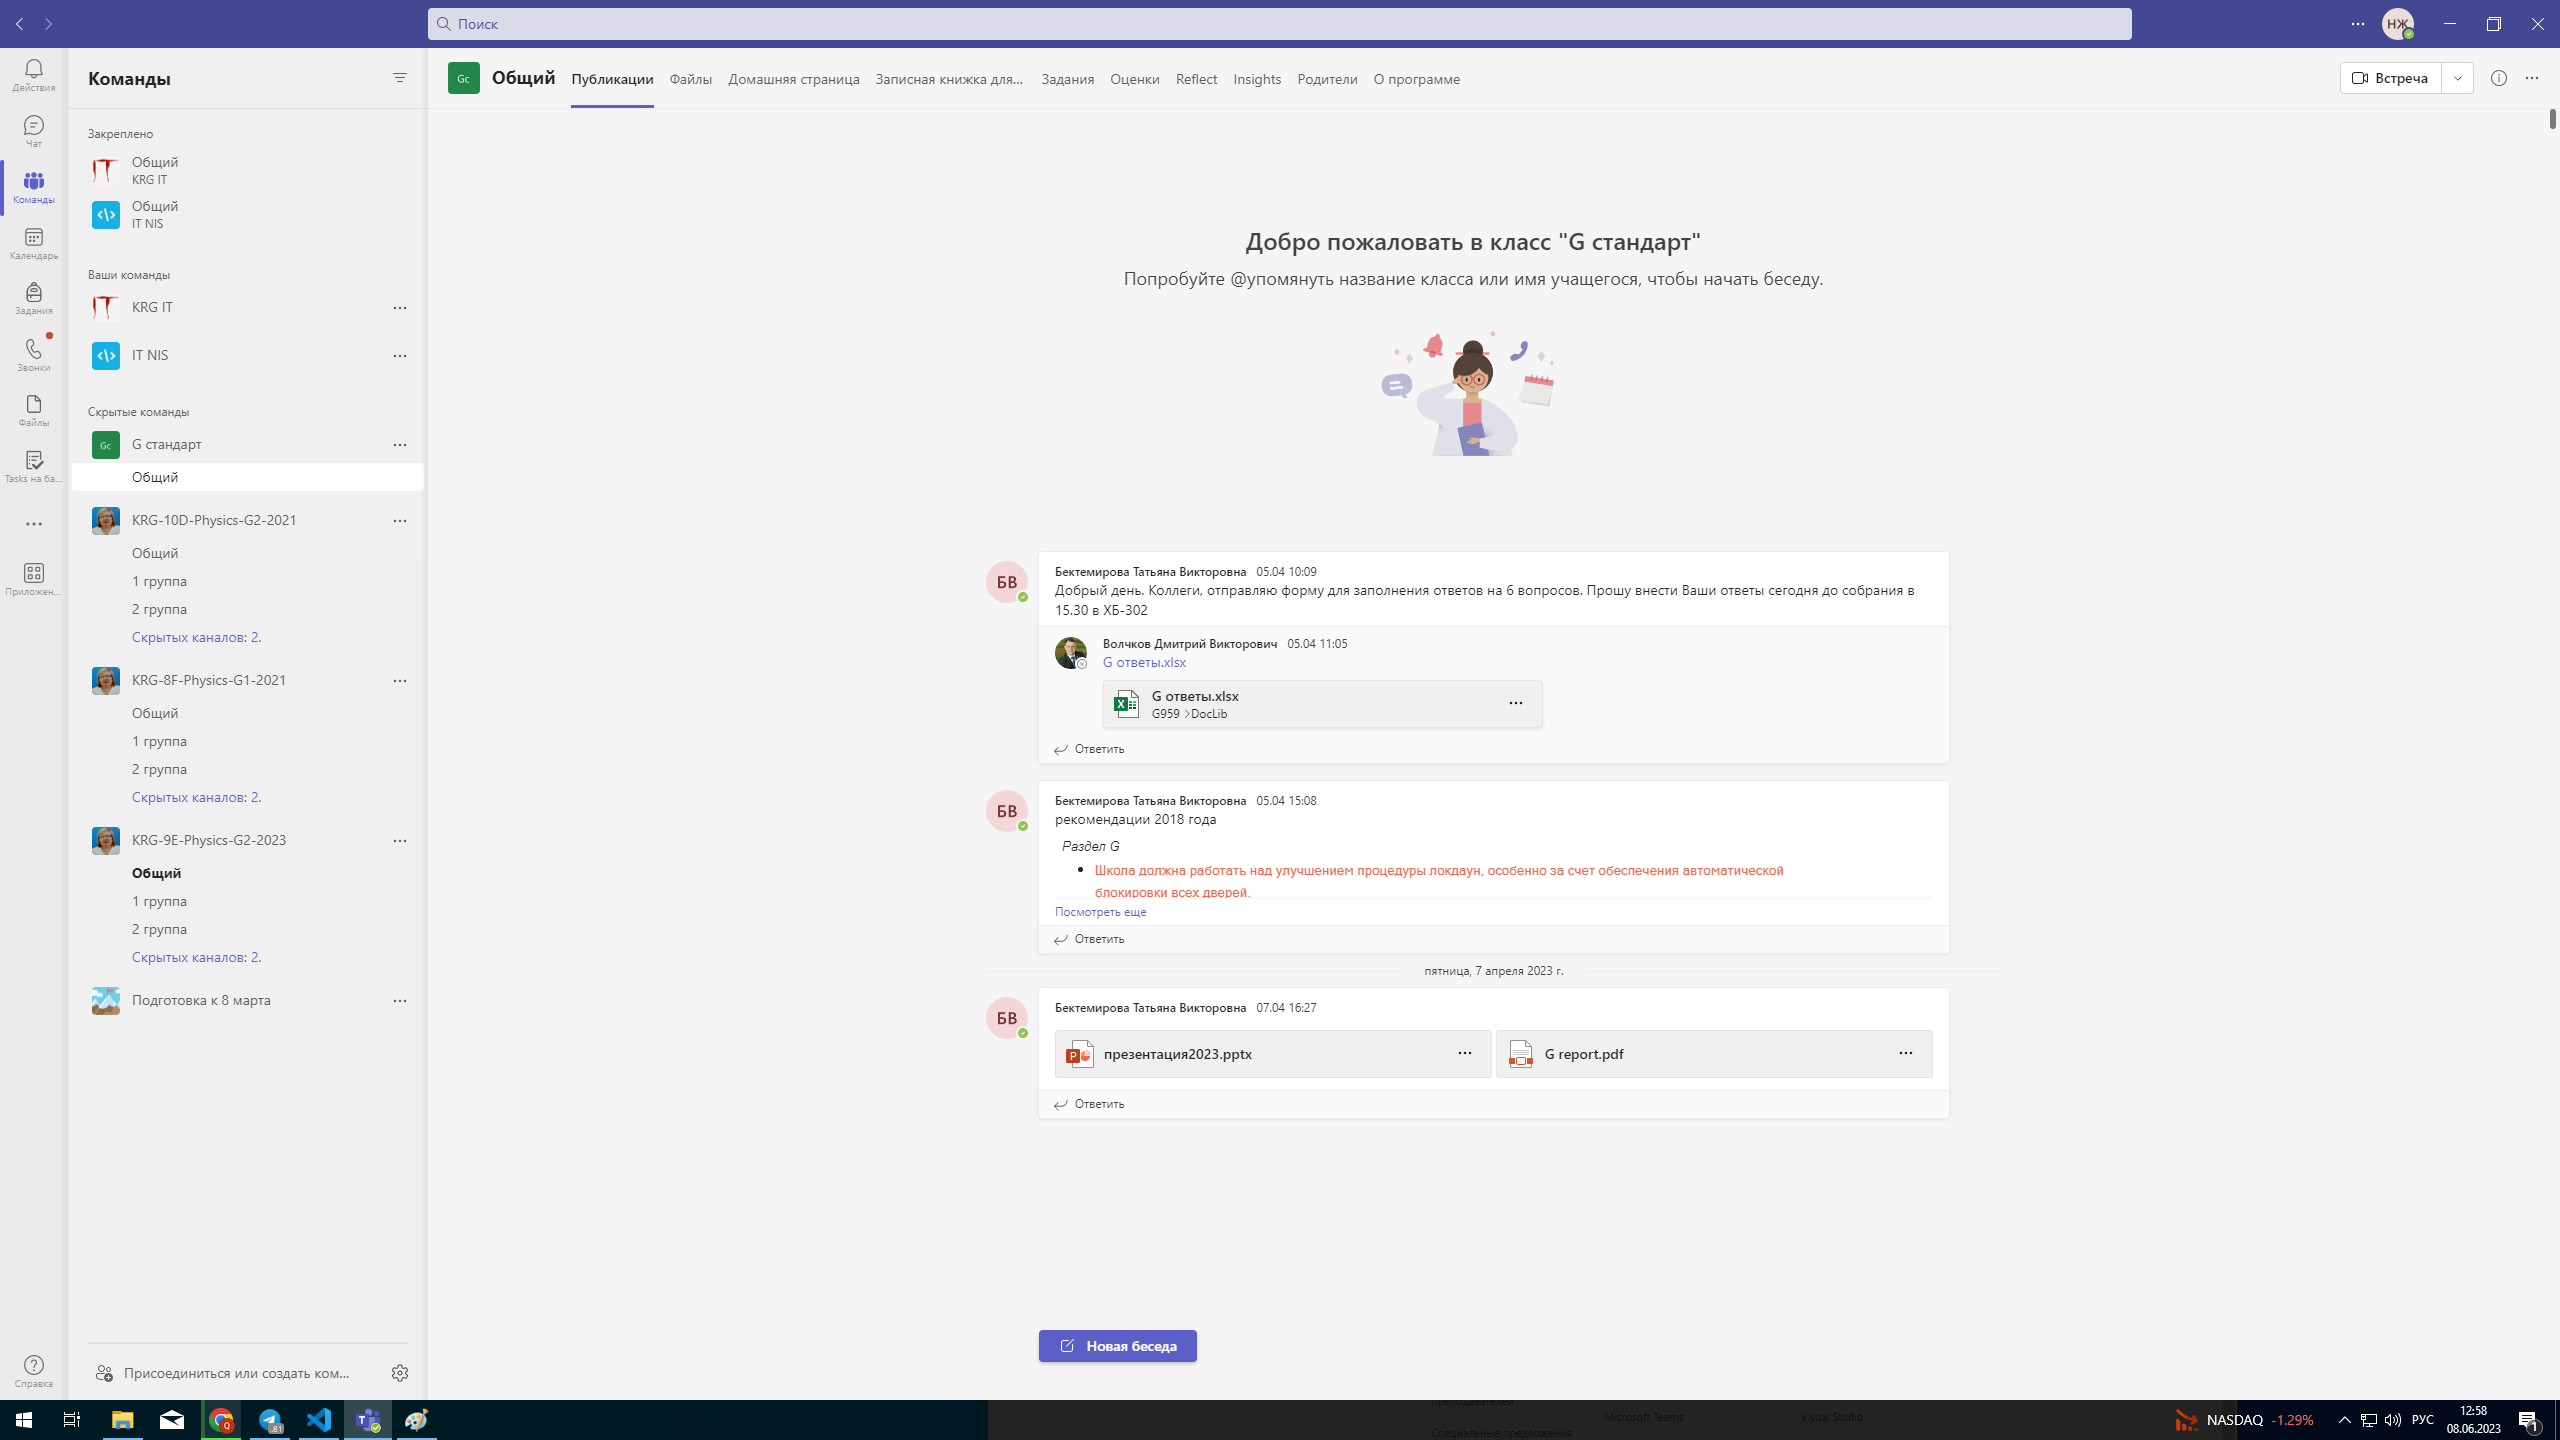 Поиск
НЖ
Действия
Чат
Команды
Календарь
Задания
Звонки
Файлы
Tasks на ба...
Приложен...
Справка
Команды
Закреплено
Общий
KRG IT
Общий
IT NIS
Ваши команды
KRG IT
IT NIS
Скрытые команды
Gc
G стандарт
Общий
KRG-10D-Physics-G2-2021
Общий
1 группа
2 группа
Скрытых каналов: 2.
KRG-8F-Physics-G1-2021
Общий
1 группа
2 группа
Скрытых каналов: 2.
KRG-9E-Physics-G2-2023
Общий
1 группа
2 группа
Скрытых каналов: 2.
Подготовка к 8 марта
Присоединиться или создать ком...
Gc Общий Публикации Файлы Домашняя страница Записная книжка для... Задания Оценки Reflect Insights Родители О программе
Встреча
Добро пожаловать в класс "G стандарт"
Попробуйте @упомянуть название класса или имя учащегося, чтобы начать беседу.
БВ
Бектемирова Татьяна Викторовна 05.04 10:09
Добрый день. Коллеги, отправляю форму для заполнения ответов на 6 вопросов. Прошу внести Ваши ответы сегодня до собрания в
15.30 в ХБ-302
Волчков Дмитрий Викторович 05.04 11:05
G ответы.xlsx
G ответы.xlsx
G959 >DocLib
Ответить
БВ
Бектемирова Татьяна Викторовна 05.04 15:08
рекомендации 2018 года
Раздел G
Школа должна работать над улучшением процедуры локдаун, особенно за счет обеспечения автоматической
блокировки всех дверей.
Посмотреть еще
Ответить
пятница, 7 апреля 2023 г.
БВ
Бектемирова Татьяна Викторовна 07.04 16:27
презентация2023.pptx
G report.pdf
Ответить
Новая беседа
преподавателей
Microsoft Teams
Visual Studio
Специальные предложения
81
NASDAQ -1.29%
РУС
12:58
08.06.2023
1